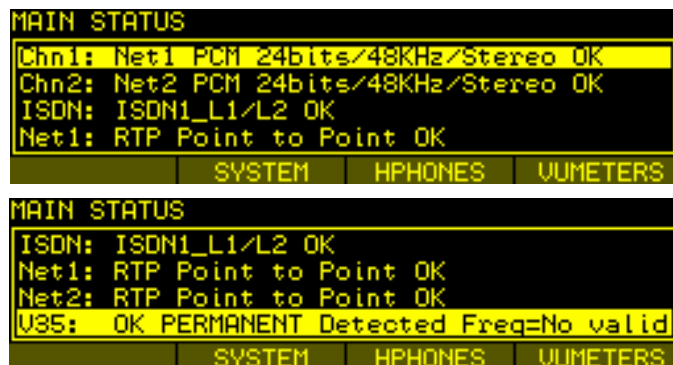 MAIN STATUS
Chn1: Net1 PCM 24bits/48KHz/Stereo OK
Chn2: Net2 PCM 24bits/48KHz/Stereo OK
ISDN: ISDN1_L1/L2 OK
Net1: RTP Point to Point OK
SYSTEM HPHONES VUMETERS
MAIN STATUS
ISDN: ISDN1_L1/L2 OK
Net1: RTP Point to Point OK
Net2: RTP Point to Point OK
V35: OK PERMANENT Detected Freq=No valid
SYSTEM HPHONES VUMETERS